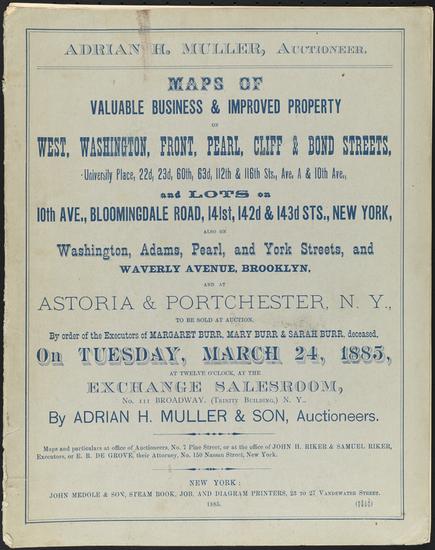 ADRIAN H. MULLER, AUCTIONEER.
MAPS OF
VALUABLE BUSINESS & IMPROVED PROPERTY
ON
WEST, WASHINGTON, FRONT, PEARL, CLIFF & BOND STREETS,
University Place, 22d, 23d, 60th, 63d, 112th & 116th Sts., Ave. A & 10th Ave.,
and LOTS on
10th AVE., BLOOMINGDALE ROAD, 141st, 142d & 143d STS., NEW YORK,
ALSO ON
Washington, Adams, Pearl, and York Streets, and
WAVERLY AVENUE, BROOKLYN,
AND AT
ASTORIA & PORTCHESTER, N. Y.,
TO BE SOLD AT AUCTION,
By order of the Executors of MARGARET BURR, MARY BURR & SARAH BURR, deceased,
On TUESDAY, MARCH 24, 1885,
AT TWELVE O'CLOCK, AT THE
EXCHANGE SALESROOM,
No. 111 BROADWAY. (Trinity Building,) N. Y.,
By ADRIAN H. MULLER & SON, Auctioneers.
Maps and particulars at office of Auctioneers, No. 7 Pine Street, or at the office of JOHN H. RIKER & SAMUEL RIKER,
Executors, or E. B. DE GROVE, their Attorney, No. 150 Nassau Street, New York.
NEW YORK:
JOHN MEDOLE & SON, STEAM BOOK, JOB, AND DIAGRAM PRINTERS, 23 TO 27 VANDEWATER STREET.
1885.